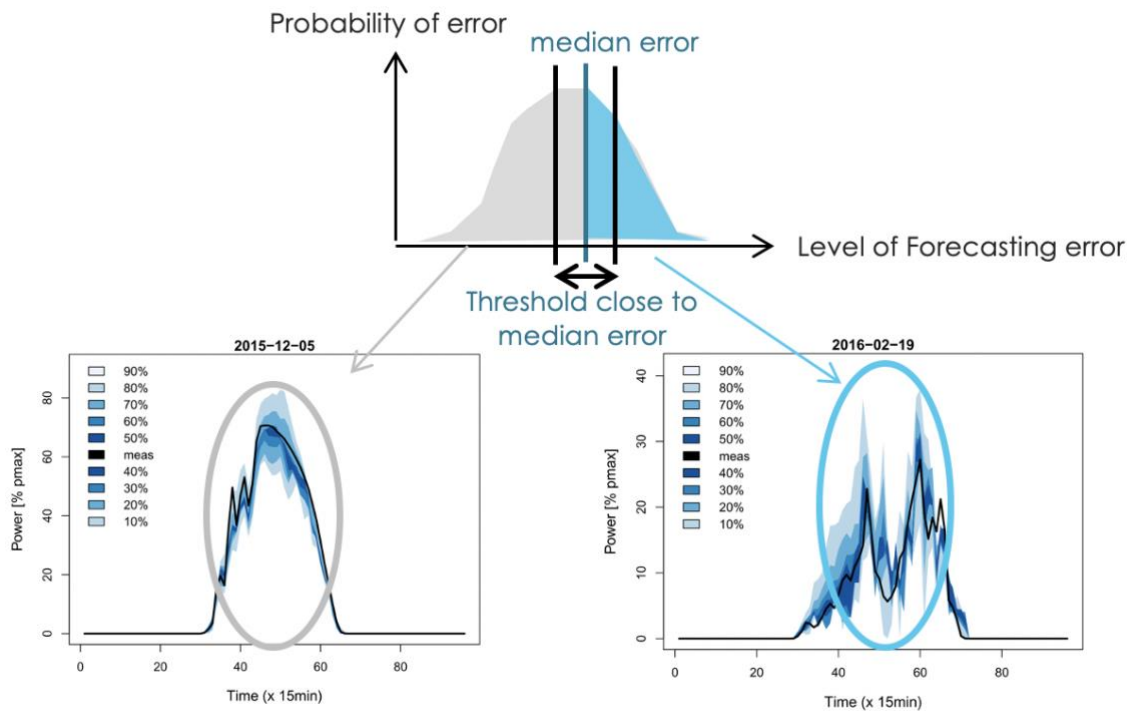 Probability of error
median error
Level of Forecasting error
Threshold close to
median error
2015-12-05
90%
80%
70%
60%
50%
meas
40%
30%
20%
10%
Power [% pmax]
80
60
40
20
0
0 20 40 60 80
Time (x 15min)
2016-02-19
90%
80%
70%
60%
50%
meas
40%
30%
20%
10%
Power [% pmax]
40
30
20
10
0
0 20 40 60 80
Time (x 15min)